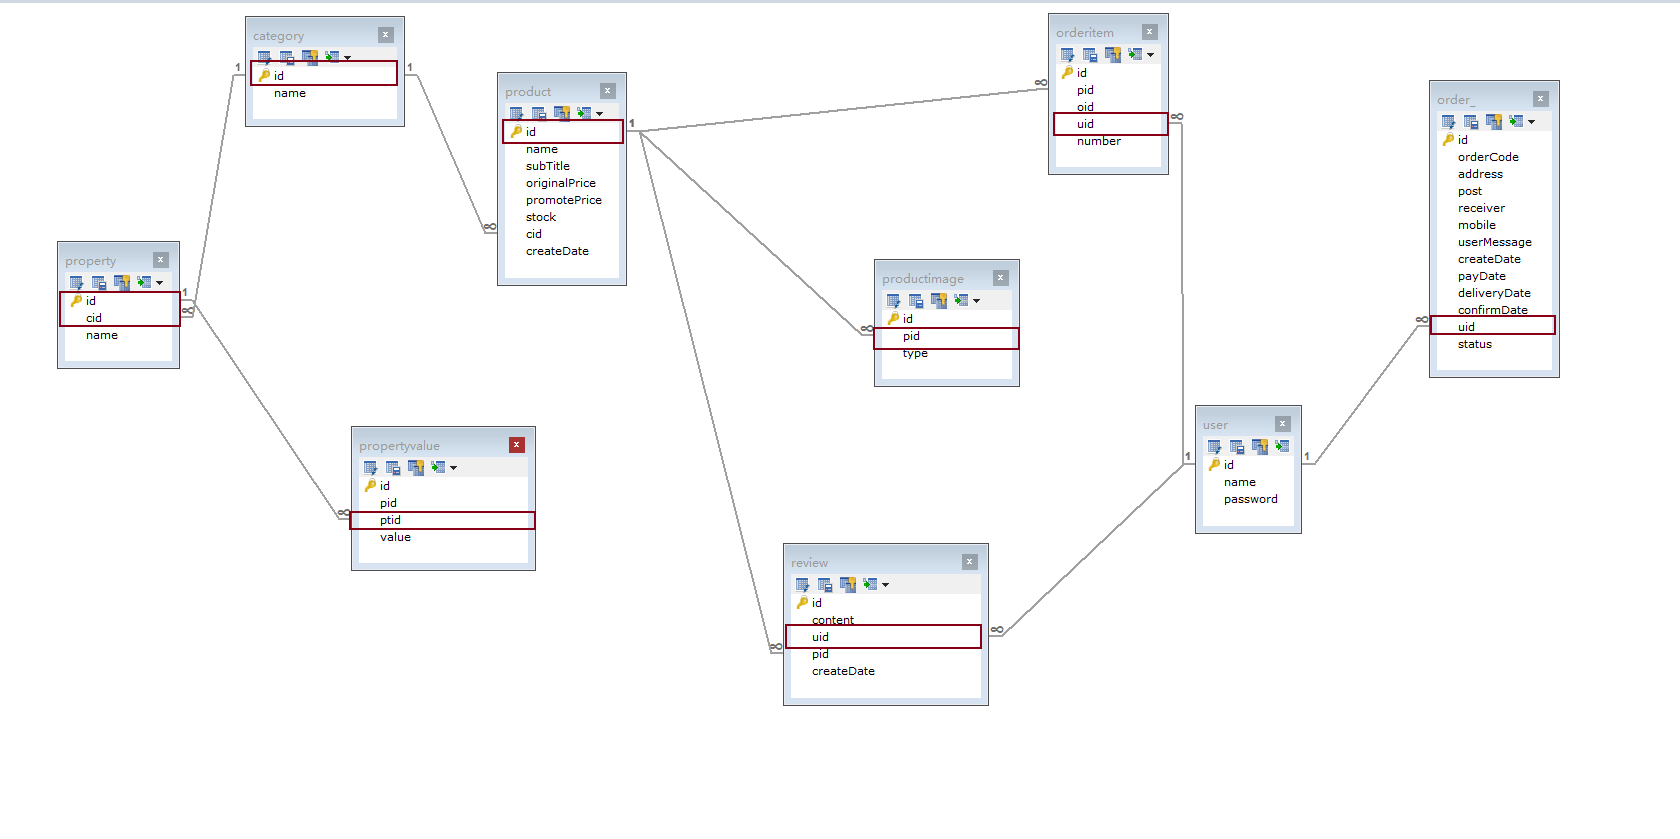 category
id
name
1
1
product
id
name
subTitle
originalPrice
promotePrice
stock
cid
createDate
1
∞
orderitem
id
pid
oid
uid
number
∞
∞
order_
id
orderCode
address
post
receiver
mobile
userMessage
createDate
payDate
deliveryDate
confirmDate
uid
status
∞
property
id
cid
name
1
∞
productimage
id
pid
type
∞
propertyvalue
id
pid
ptid
value
∞
user
id
name
password
1
1
review
id
content
uid
pid
createDate
∞
∞